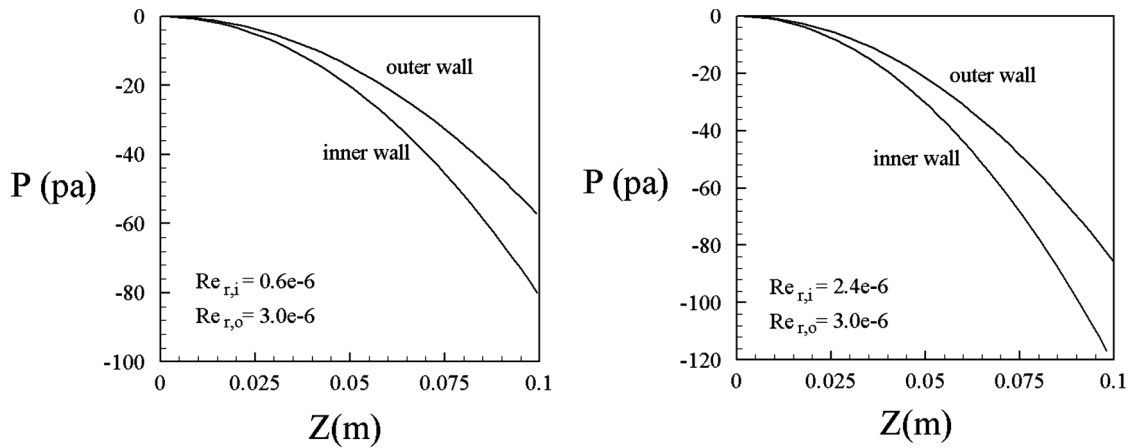 0
-20
-40
-60
-80
-100
P (pa)
outer wall
inner wall
Re r,i = 0.6e-6
Re r,o = 3.0e-6
0 0.025 0.05 0.075 0.1
Z(m)
0
-20
-40
-60
-80
-100
-120
P (pa)
outer wall
inner wall
Re r,i = 2.4e-6
Re r,o = 3.0e-6
0 0.025 0.05 0.075 0.1
Z(m)